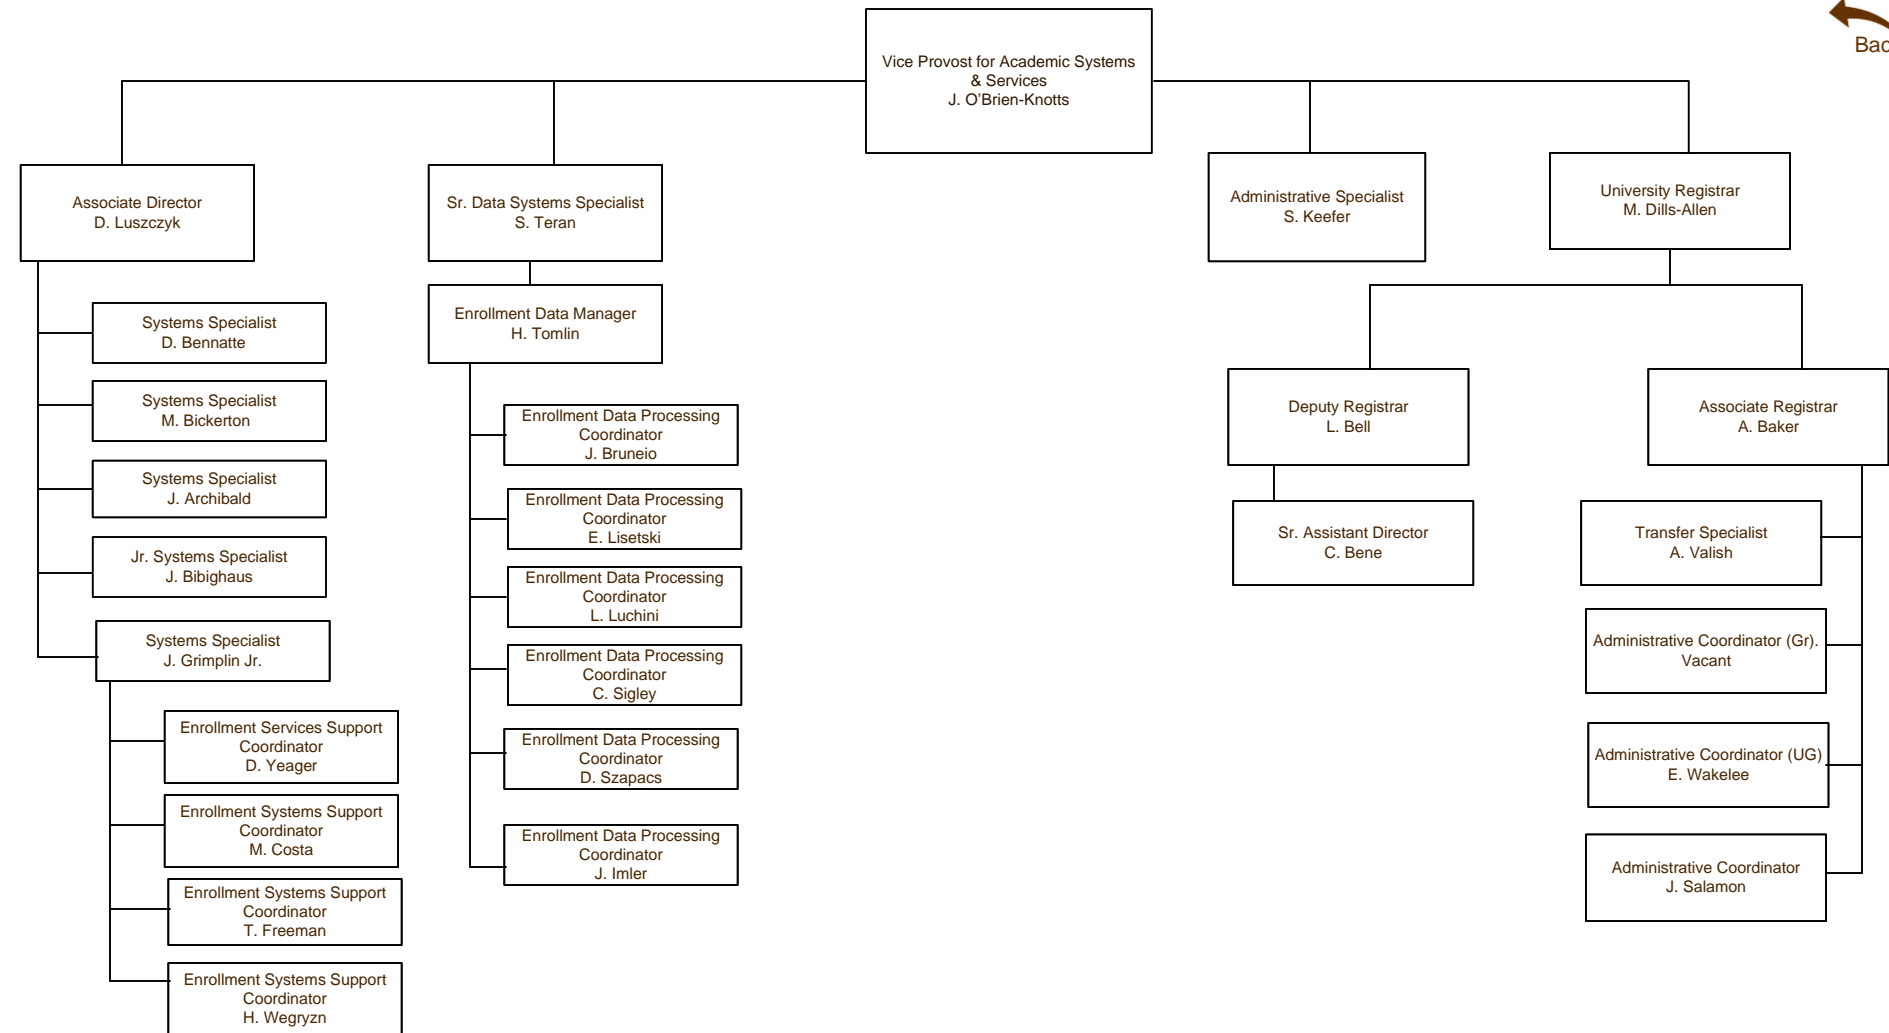 Bac
Vice Provost for Academic Systems
& Services
J. O'Brien-Knotts
Associate Director
D. Luszczyk
Sr. Data Systems Specialist
S. Teran
Administrative Specialist
S. Keefer
University Registrar
M. Dills-Allen
Systems Specialist
D. Bennatte
Systems Specialist
M. Bickerton
Systems Specialist
J. Archibald
Jr. Systems Specialist
J. Bibighaus
Systems Specialist
J. Grimplin Jr.
Enrollment Services Support
Coordinator
D. Yeager
Enrollment Systems Support
Coordinator
M. Costa
Enrollment Systems Support
Coordinator
T. Freeman
Enrollment Systems Support
Coordinator
H. Wegryzn
Enrollment Data Manager
H. Tomlin
Enrollment Data Processing
Coordinator
J. Bruneio
Enrollment Data Processing
Coordinator
E. Lisetski
Enrollment Data Processing
Coordinator
L. Luchini
Enrollment Data Processing
Coordinator
C. Sigley
Enrollment Data Processing
Coordinator
D. Szapacs
Enrollment Data Processing
Coordinator
J. Imler
Deputy Registrar
L. Bell
Sr. Assistant Director
C. Bene
Associate Registrar
A. Baker
Transfer Specialist
A. Valish
Administrative Coordinator (Gr).
Vacant
Administrative Coordinator (UG)
E. Wakelee
Administrative Coordinator
J. Salamon